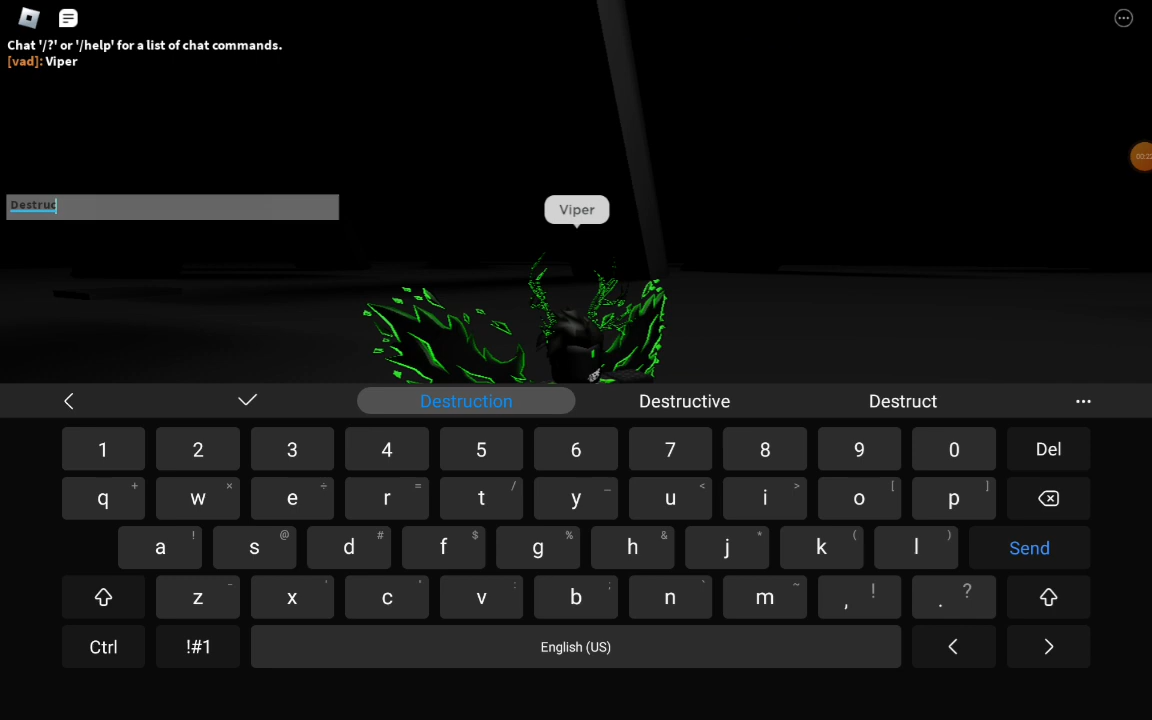 Chat '/?' or '/help' for a list of chat commands.
[vad]: Viper
Destruc
Viper
Destruction Destructive Destruct
1 2 3 4 5 6 7 8 9 0 Del
q + w × e ÷ r = t / y _ u < i > o [ p ]
a ! s @ d # f $ g % h & j * k ( l ) Send
z - x ' c " v : b ; n ` m ~ , ! . ?
Ctrl !#1 English (US) < >